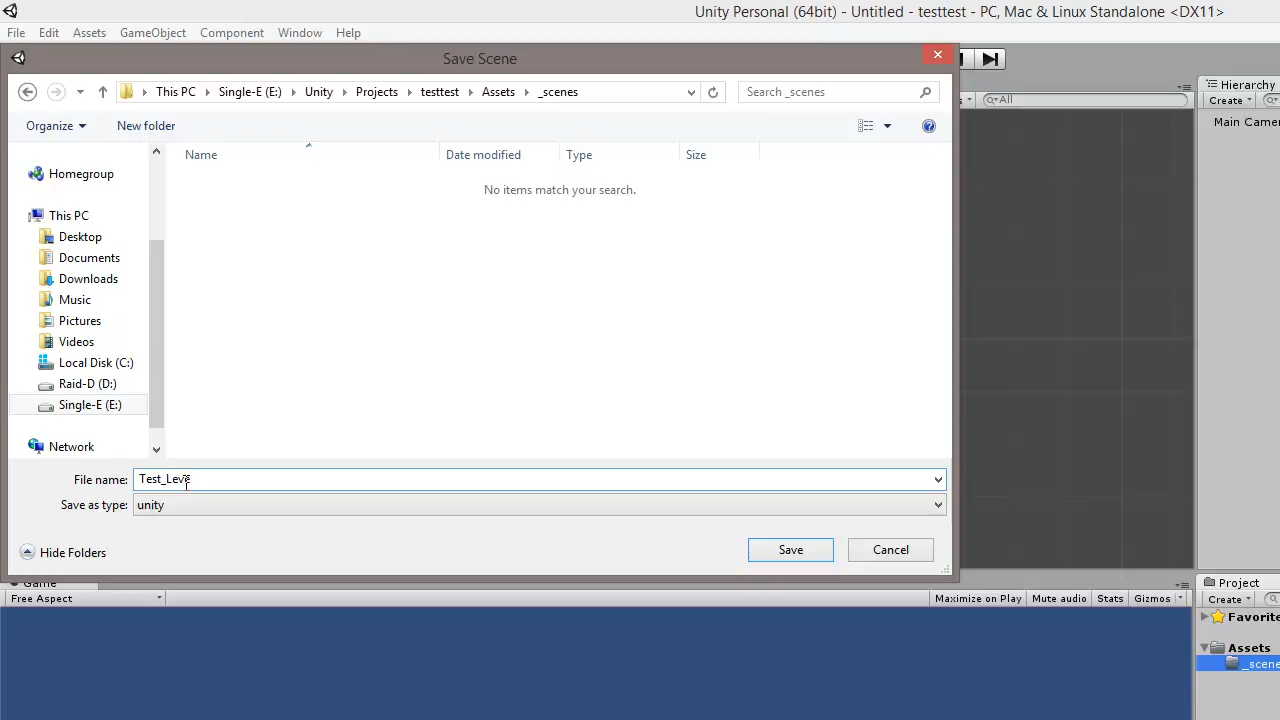 Unity Personal (64bit) - Untitled - testtest - PC, Mac & Linux Standalone <DX11>
File Edit Assets GameObject Component Window Help
Save Scene
This PC Single-E (E:) Unity Projects testtest Assets _scenes Search _scenes
Hierarchy
All
Create
Organize New folder
Main Camer
Name Date modified Type Size
No items match your search.
Homegroup
This PC
Desktop
Documents
Downloads
Music
Pictures
Videos
Local Disk (C:)
Raid-D (D:)
Single-E (E:)
Network
File name: Test_Leve
Save as type: unity
Save Cancel
Hide Folders
Game
Project
Free Aspect Maximize on Play Mute audio Stats Gizmos
Create
Favorite
Assets
_scene